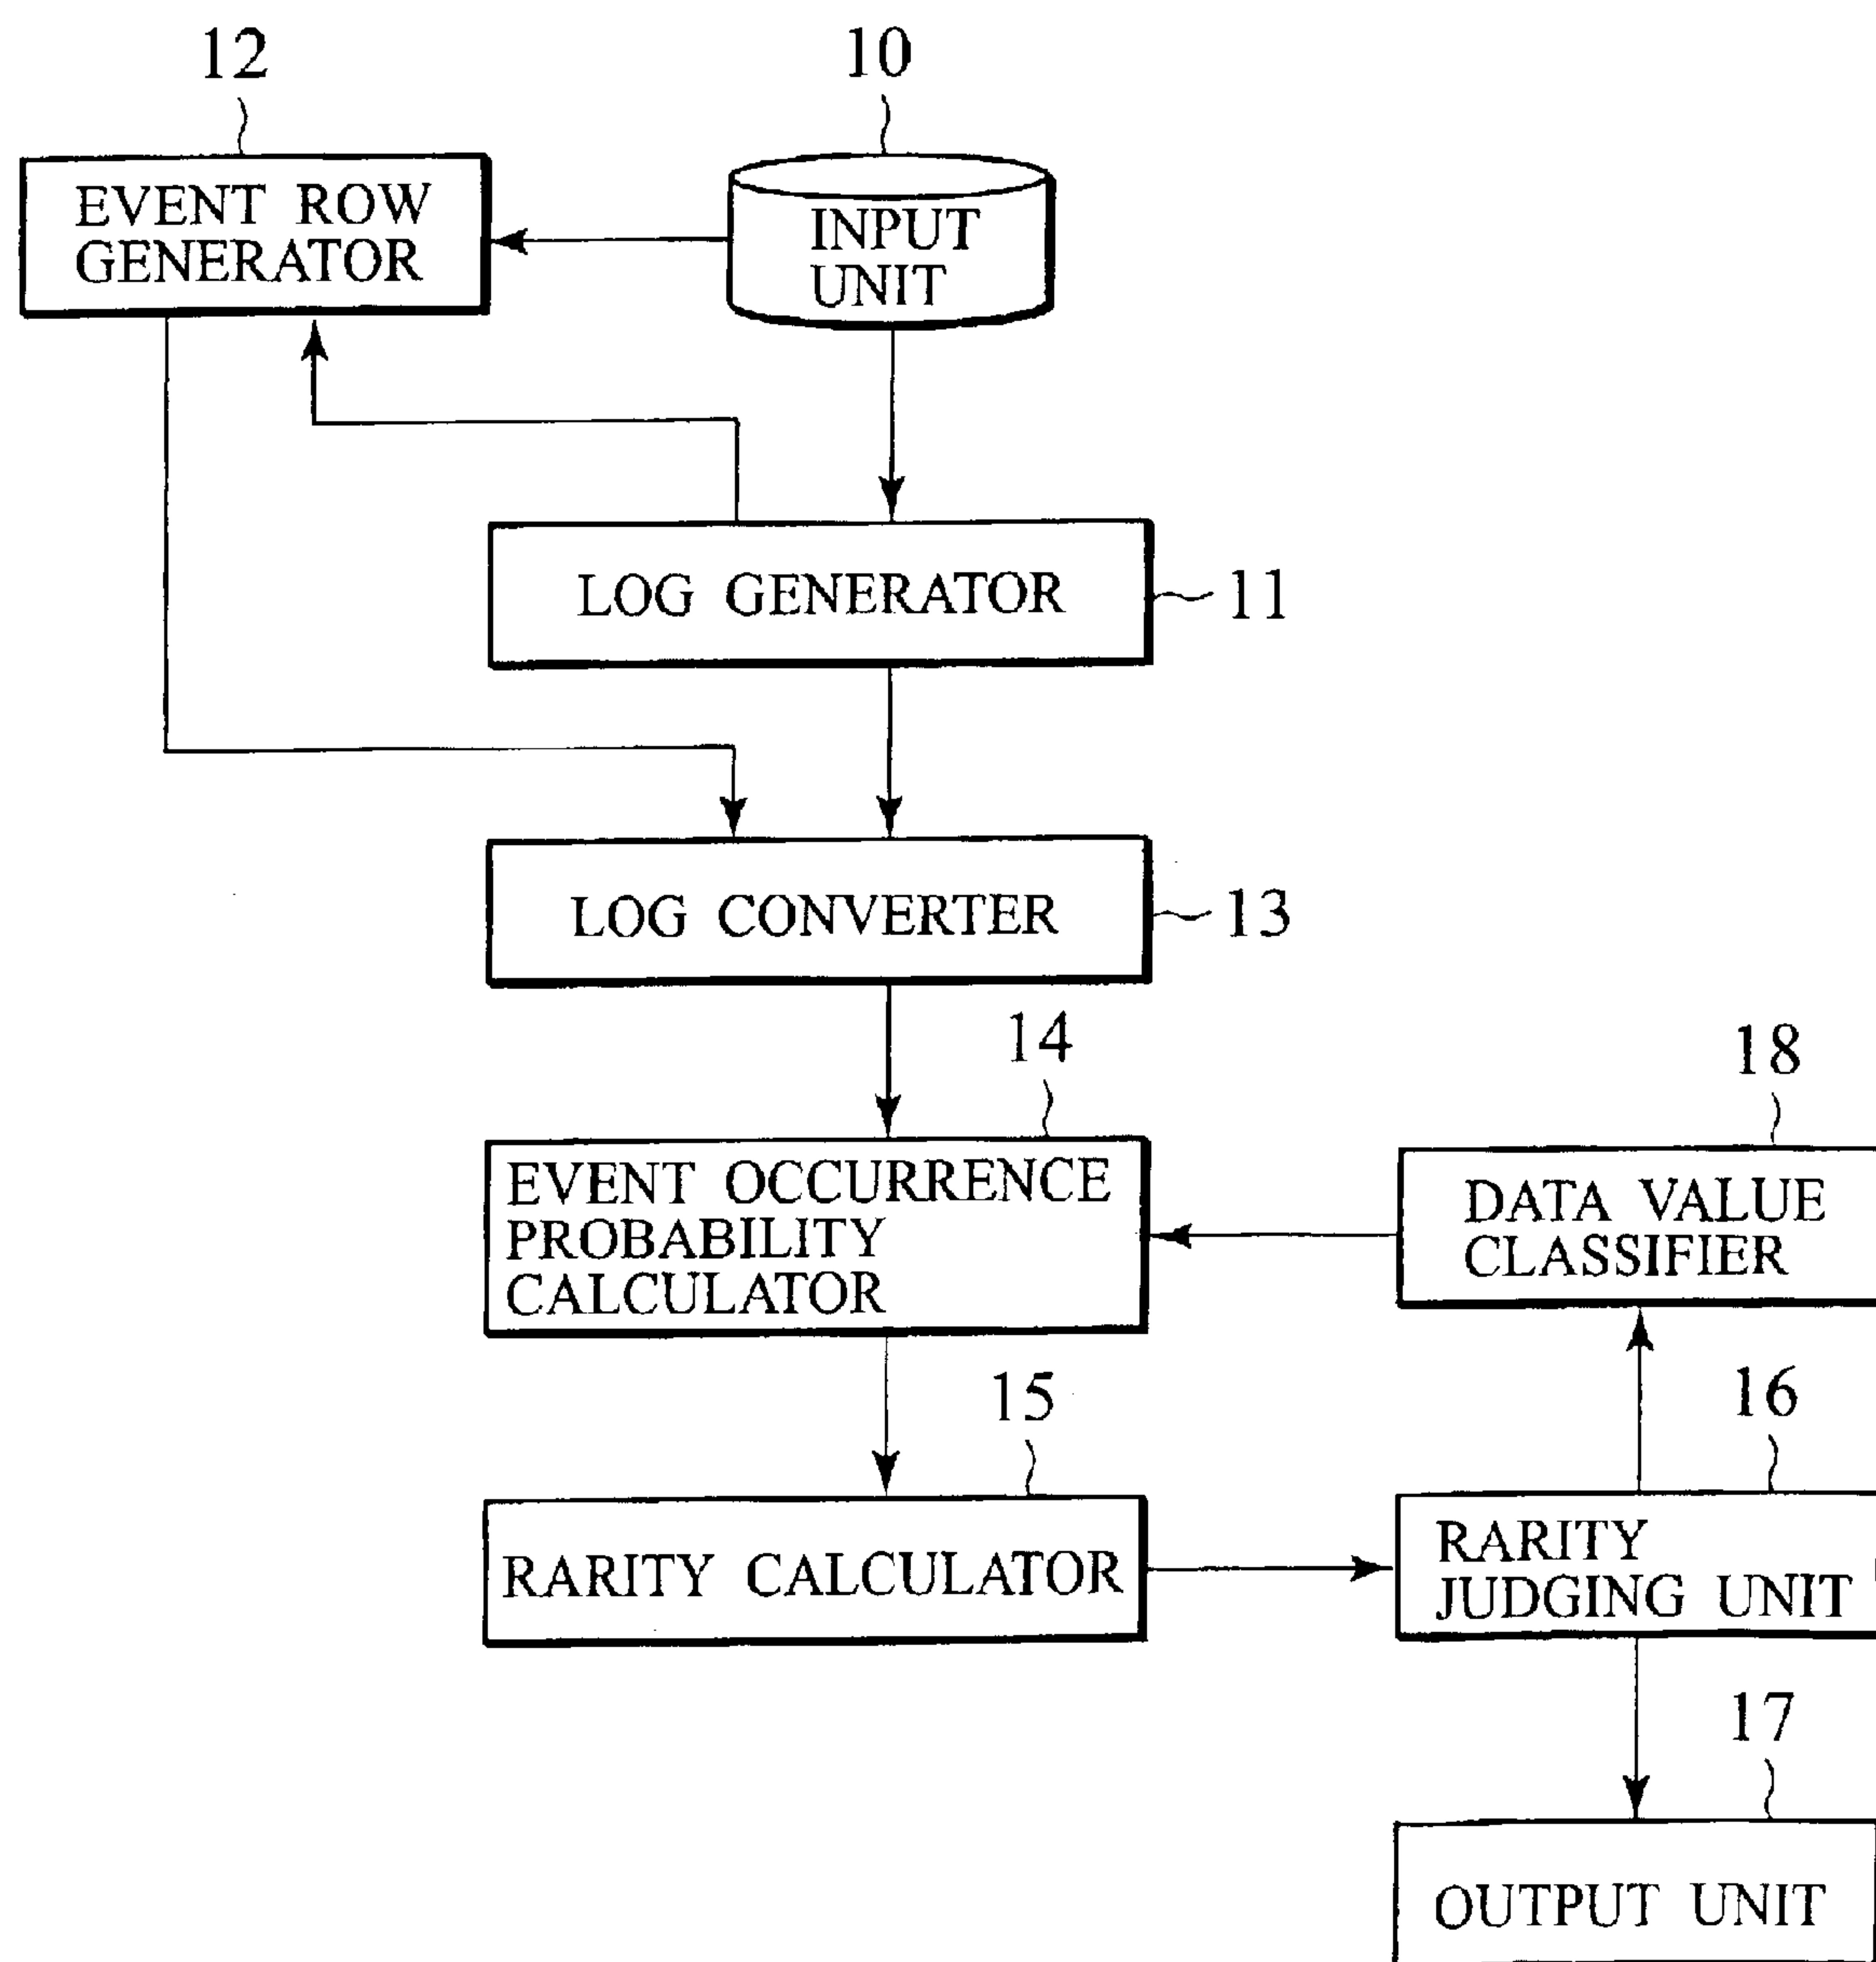 12
10
EVENT ROW
GENERATOR
INPUT
UNIT
LOG GENERATOR
11
LOG CONVERTER
13
14
18
EVENT OCCURRENCE
PROBABILITY
CALCULATOR
DATA VALUE
CLASSIFIER
15
16
RARITY CALCULATOR
RARITY
JUDGING UNIT
17
OUTPUT UNIT